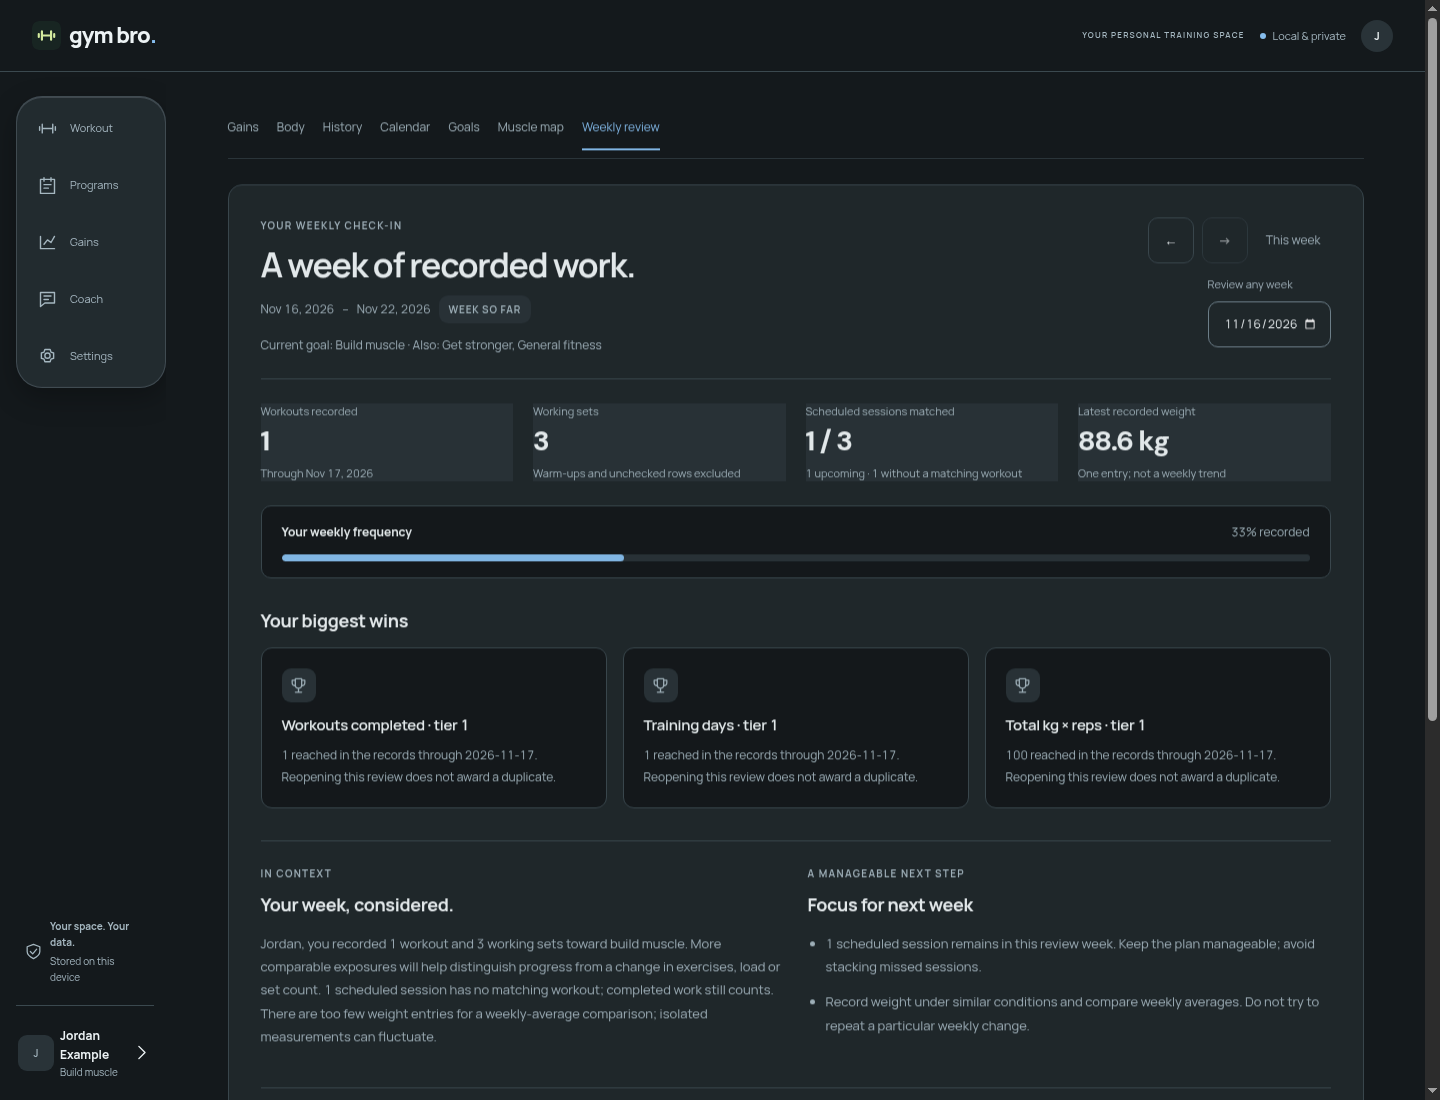 gym bro.
YOUR PERSONAL TRAINING SPACE
Local & private
J
Workout
Programs
Gains
Coach
Settings
Your space. Your
data.
Stored on this
device
J
Jordan
Example
Build muscle
Gains Body History Calendar Goals Muscle map Weekly review
YOUR WEEKLY CHECK-IN
A week of recorded work.
Nov 16, 2026 – Nov 22, 2026 WEEK SO FAR
Current goal: Build muscle · Also: Get stronger, General fitness
← → This week
Review any week
11/16/2026
Workouts recorded
1
Through Nov 17, 2026
Working sets
3
Warm-ups and unchecked rows excluded
Scheduled sessions matched
1 / 3
1 upcoming · 1 without a matching workout
Latest recorded weight
88.6 kg
One entry; not a weekly trend
Your weekly frequency
33% recorded
Your biggest wins
Workouts completed · tier 1
1 reached in the records through 2026-11-17.
Reopening this review does not award a duplicate.
Training days · tier 1
1 reached in the records through 2026-11-17.
Reopening this review does not award a duplicate.
Total kg × reps · tier 1
100 reached in the records through 2026-11-17.
Reopening this review does not award a duplicate.
IN CONTEXT
Your week, considered.
Jordan, you recorded 1 workout and 3 working sets toward build muscle. More
comparable exposures will help distinguish progress from a change in exercises, load or
set count. 1 scheduled session has no matching workout; completed work still counts.
There are too few weight entries for a weekly-average comparison; isolated
measurements can fluctuate.
A MANAGEABLE NEXT STEP
Focus for next week
• 1 scheduled session remains in this review week. Keep the plan manageable; avoid
stacking missed sessions.
• Record weight under similar conditions and compare weekly averages. Do not try to
repeat a particular weekly change.